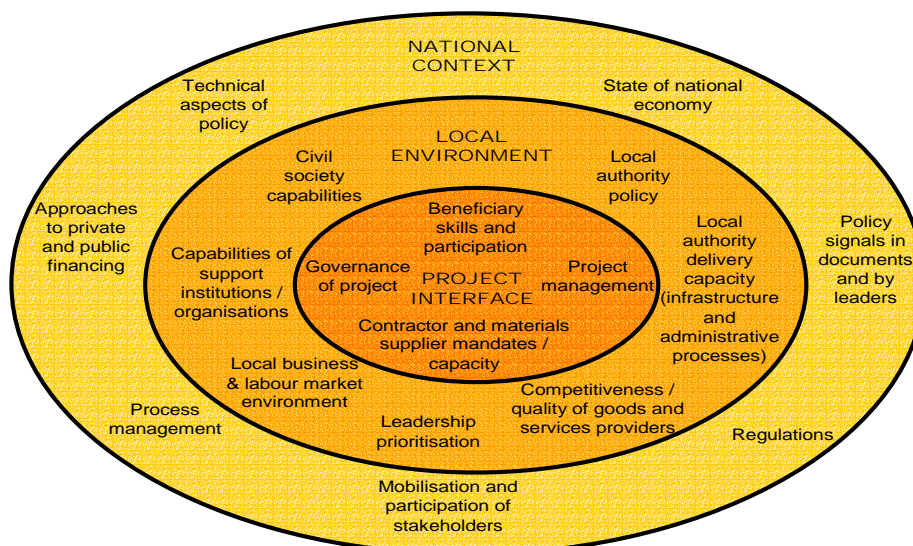 NATIONAL
CONTEXT
Technical
aspects of
policy
State of national
economy
LOCAL
ENVIRONMENT
Civil
society
capabilities
Local
authority
policy
Approaches
to private
and public
financing
Beneficiary
skills and
participation
Policy
signals in
documents
and by
leaders
Capabilities of
support
institutions /
organisations
Local
authority
delivery
capacity
(infrastructure
and
administrative
processes)
Governance
of project
PROJECT
INTERFACE
Project
management
Contractor and materials
supplier mandates /
capacity
Local business
& labour market
environment
Competitiveness /
quality of goods and
services providers
Process
management
Leadership
prioritisation
Regulations
Mobilisation and
participation of
stakeholders